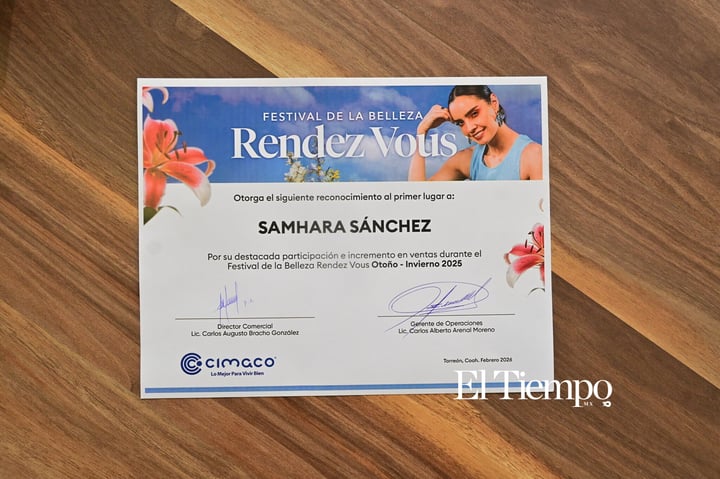 FESTIVAL DE LA BELLEZA
Rendez Vous
Otorga el siguiente reconocimiento al primer lugar a:
SAMHARA SÁNCHEZ
Por su destacada participación e incremento en ventas durante el
Festival de la Belleza Rendez Vous Otoño - Invierno 2025
Director Comercial
Lic. Carlos Augusto Bracho González
Gerente de Operaciones
Lic. Carlos Alberto Arenal Moreno
cimaco
Lo Mejor Para Vivir Bien
Torreón, Coah. Febrero 2026
El Tiempo
MX